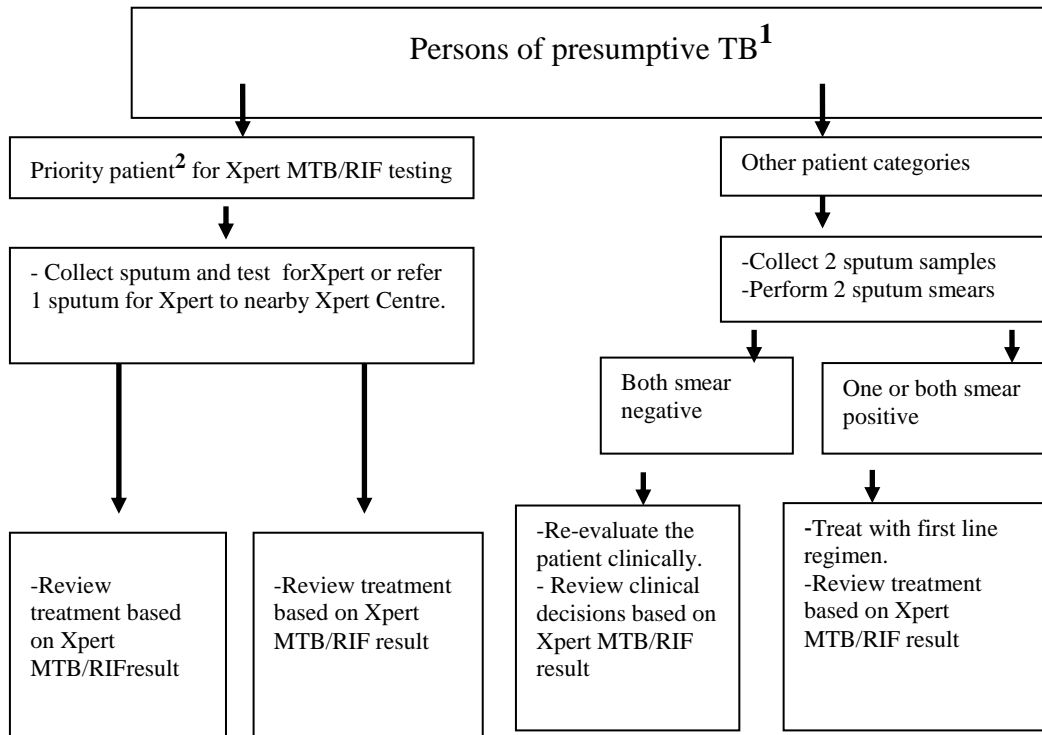 Persons of presumptive TB1
Priority patient2 for Xpert MTB/RIF testing
Other patient categories
- Collect sputum and test forXpert or refer
1 sputum for Xpert to nearby Xpert Centre.
-Collect 2 sputum samples
-Perform 2 sputum smears
Both smear
negative
One or both smear
positive
-Review
treatment based
on Xpert
MTB/RIFresult
-Review treatment
based on Xpert
MTB/RIF result
-Re-evaluate the
patient clinically.
- Review clinical
decisions based on
Xpert MTB/RIF
result
-Treat with first line
regimen.
-Review treatment
based on Xpert
MTB/RIF result